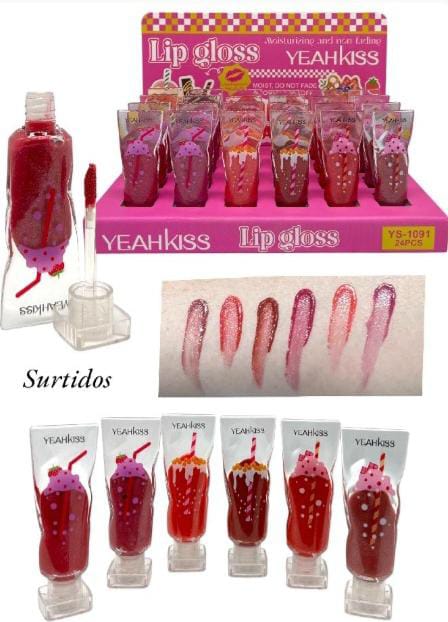 Moisturizing and non fading
Lip gloss
YEAHKISS
MOIST, DO NOT FADE
YEAHKISS
Lip gloss
YS-1091
24PCS
YEAHKISS
Surtidos
YEAHKISS
YEAHKISS
YEAHKISS
YEAHKISS
YEAHKISS
YEAHKISS